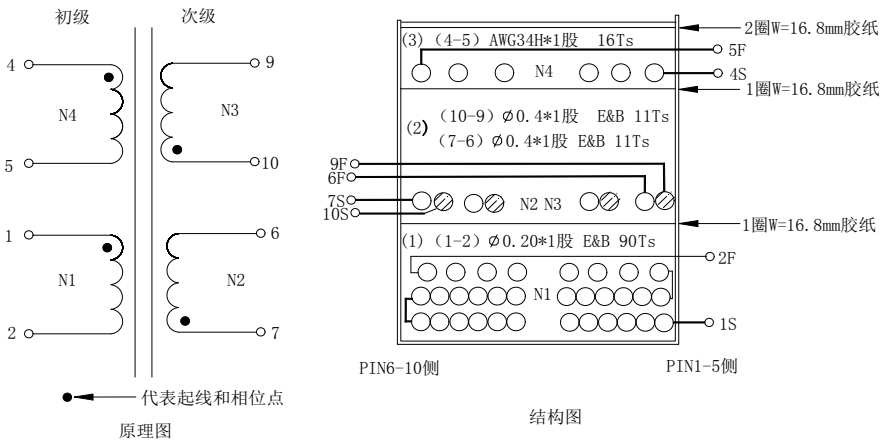 初级
次级
4
9
N4
N3
5
10
1
6
N1
N2
2
7
代表起线和相位点
原理图
(3) (4-5) AWG34H*1股 16Ts
2圈W=16.8mm胶纸
5F
N4
4S
1圈W=16.8mm胶纸
(2)
(10-9) Ø0.4*1股 E&B 11Ts
(7-6) Ø0.4*1股 E&B 11Ts
9F
6F
7S
N2 N3
10S
1圈W=16.8mm胶纸
(1) (1-2) Ø0.20*1股 E&B 90Ts
2F
N1
1S
PIN6-10侧
PIN1-5侧
结构图